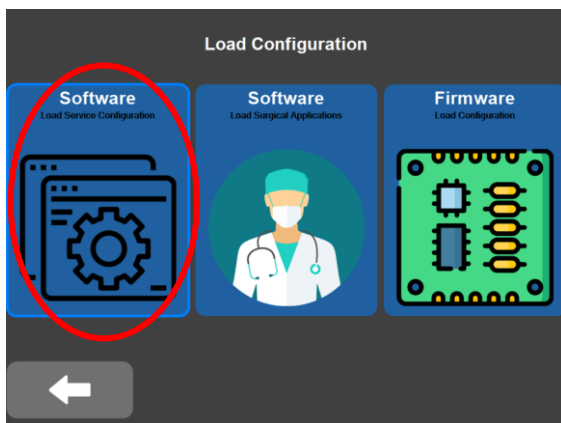 Load Configuration
Software
Load Service Configuration
Software
Load Surgical Applications
Firmware
Load Configuration